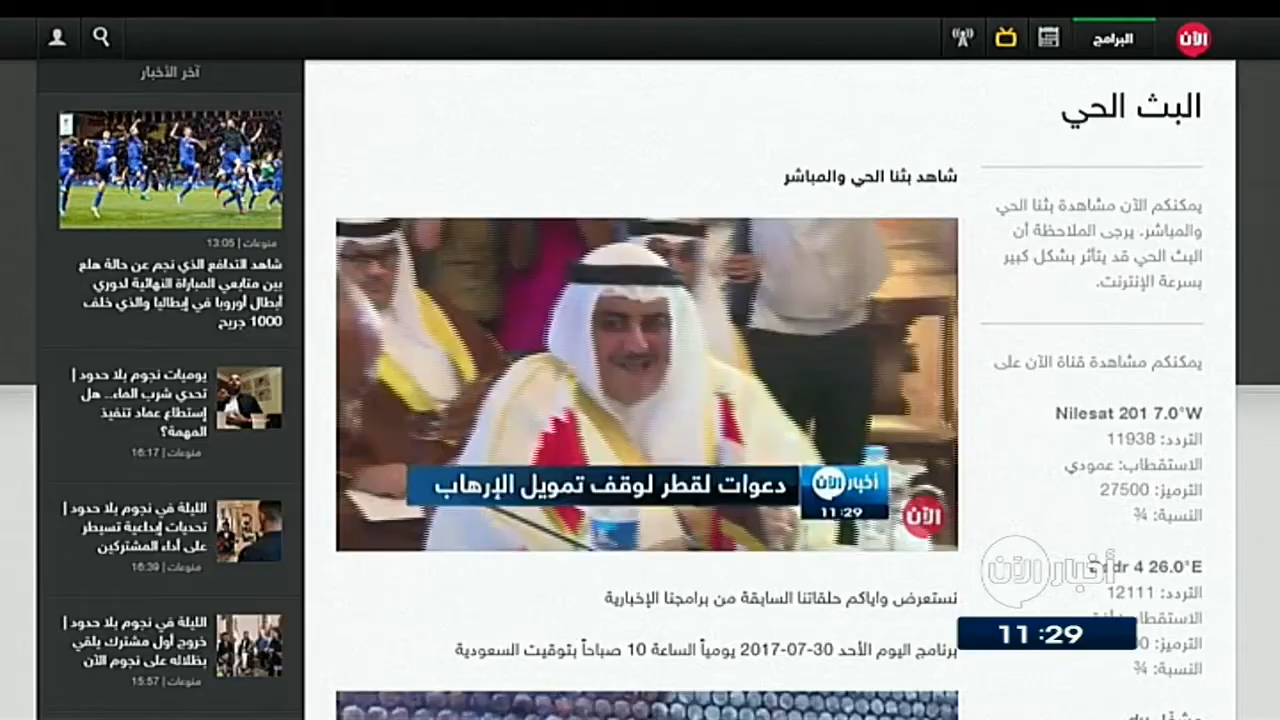 البرامج
الآن
البث الحي
يمكنكم الآن مشاهدة بثنا الحي
والمباشر. يرجى الملاحظة أن
البث الحي قد يتأثر بشكل كبير
بسرعة الإنترنت.
يمكنكم مشاهدة قناة الآن على
Nilesat 201 7.0°W
التردد: 11938
الاستقطاب: عمودي
الترميز: 27500
النسبة: ¾
4 26.0°E
التردد: 12111
الترميز:
النسبة: ¾
أخبار الآن
11:29
شاهد بثنا الحي والمباشر
دعوات لقطر لوقف تمويل الإرهاب
أخبار الآن
11:29
الآن
نستعرض واياكم حلقاتنا السابقة من برامجنا الإخبارية
برنامج اليوم الأحد 30-07-2017 يومياً الساعة 10 صباحاً بتوقيت السعودية
آخر الأخبار
منوعات | 13:05
شاهد التدافع الذي نجم عن حالة هلع
بين متابعي المباراة النهائية لدوري
أبطال أوروبا في إيطاليا والذي خلف
1000 جريح
يوميات نجوم بلا حدود |
تحدي شرب الماء.. هل
إستطاع عماد تنفيذ
المهمة؟
منوعات | 16:17
الليلة في نجوم بلا حدود |
تحديات إبداعية تسيطر
على أداء المشتركين
منوعات | 16:39
الليلة في نجوم بلا حدود |
خروج أول مشترك يلقي
بظلاله على نجوم الآن
منوعات | 15:57